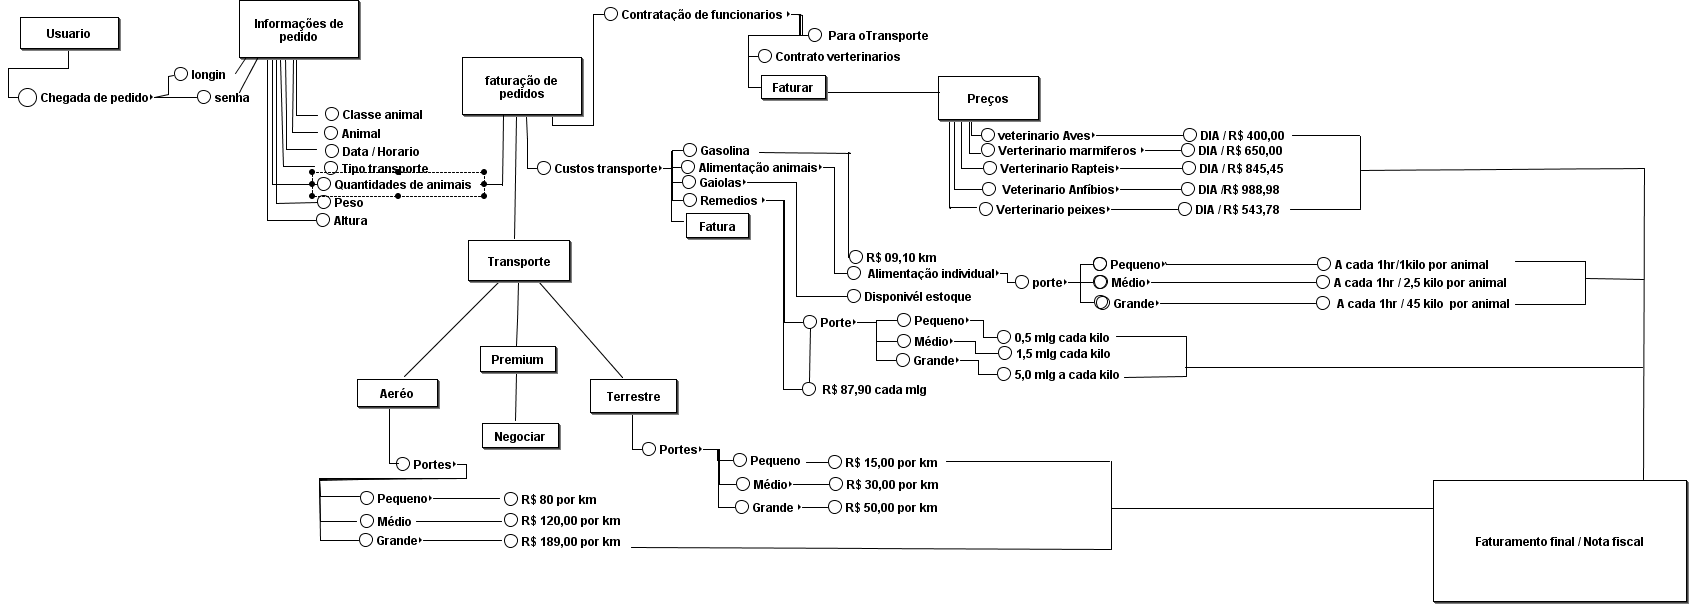 Usuario
Chegada de pedido
longin
senha
Informações de
pedido
Classe animal
Animal
Data / Horario
Tipo transporte
Quantidades de animais
Peso
Altura
faturação de
pedidos
Contratação de funcionarios
Para oTransporte
Contrato verterinarios
Faturar
Preços
veterinario Aves
DIA / R$ 400,00
Verterinario marmiferos
DIA / R$ 650,00
Verterinario Rapteis
DIA / R$ 845,45
Veterinario Anfíbios
DIA /R$ 988,98
Verterinario peixes
DIA / R$ 543,78
Custos transporte
Gasolina
Alimentação animais
Gaiolas
Remedios
Fatura
R$ 09,10 km
Alimentação individual
Disponivél estoque
porte
Pequeno
A cada 1hr/1kilo por animal
Médio
A cada 1hr / 2,5 kilo por animal
Grande
A cada 1hr / 45 kilo por animal
Porte
Pequeno
0,5 mlg cada kilo
Médio
1,5 mlg cada kilo
Grande
5,0 mlg a cada kilo
R$ 87,90 cada mlg
Transporte
Premium
Negociar
Aeréo
Portes
Pequeno
R$ 80 por km
Médio
R$ 120,00 por km
Grande
R$ 189,00 por km
Terrestre
Portes
Pequeno
R$ 15,00 por km
Médio
R$ 30,00 por km
Grande
R$ 50,00 por km
Faturamento final / Nota fiscal